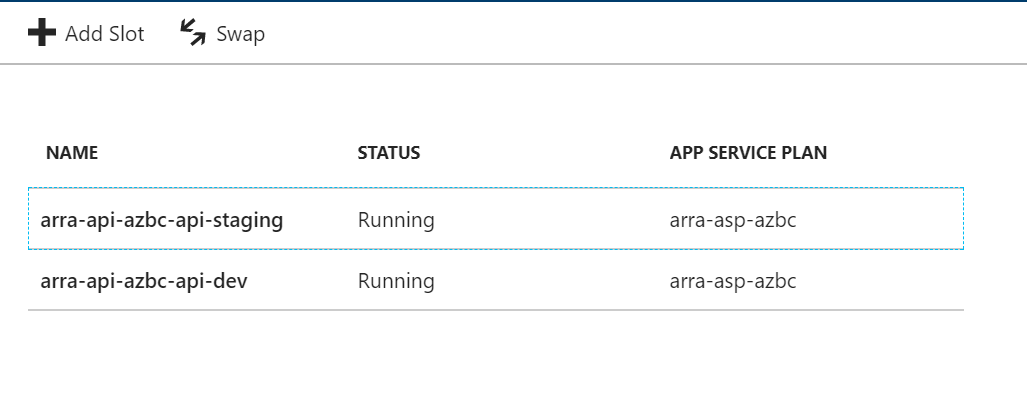 Add Slot Swap
NAME STATUS APP SERVICE PLAN
arra-api-azbc-api-staging Running arra-asp-azbc
arra-api-azbc-api-dev Running arra-asp-azbc